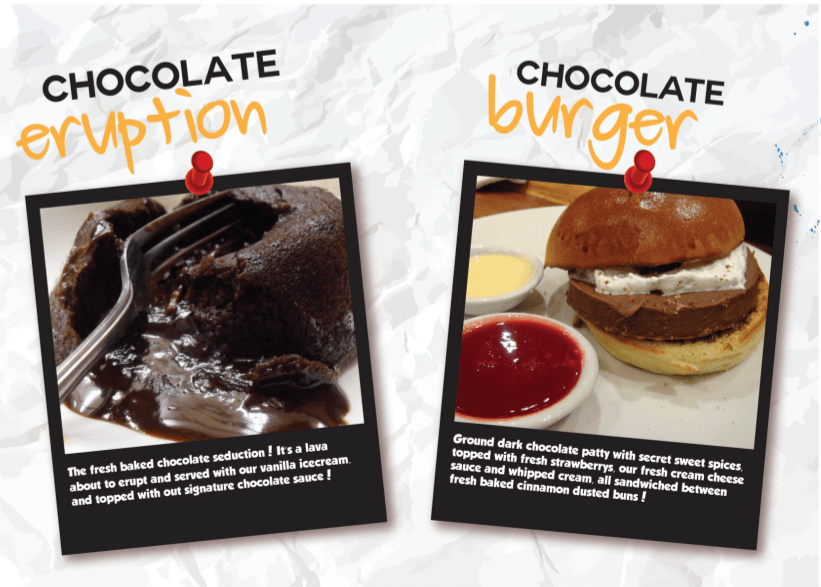 CHOCOLATE
eruption
The fresh baked chocolate seduction! It's a lava
about to erupt and served with our vanilla icecream,
and topped with out signature chocolate sauce!
CHOCOLATE
burger
Ground dark chocolate patty with secret sweet spices,
topped with fresh strawberrys, our fresh cream cheese
sauce and whipped cream, all sandwiched between
fresh baked cinnamon dusted buns!